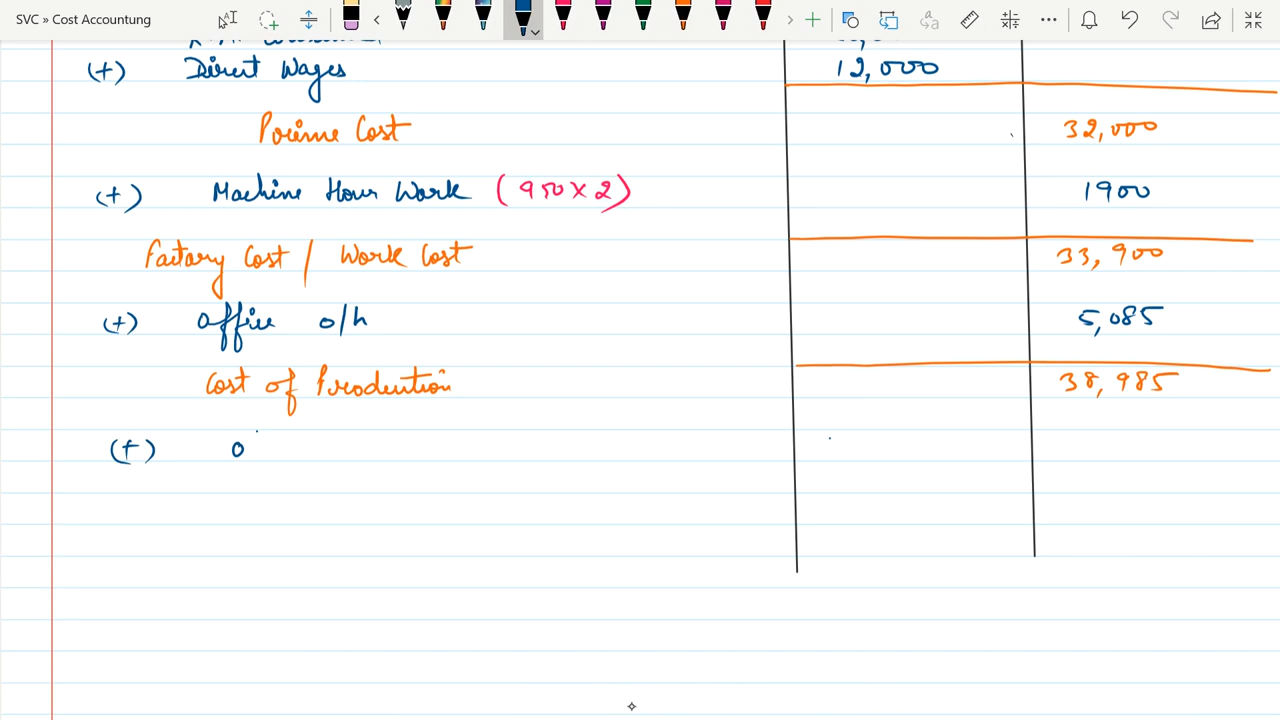 SVC » Cost Accountung
(+) Direct Wages 12,000
Prime Cost 32,000
(+) Machine Hour Work (950 × 2) 1900
Factory Cost / Work Cost 33,900
(+) Office o/h 5,085
Cost of Production 38,985
(+) o